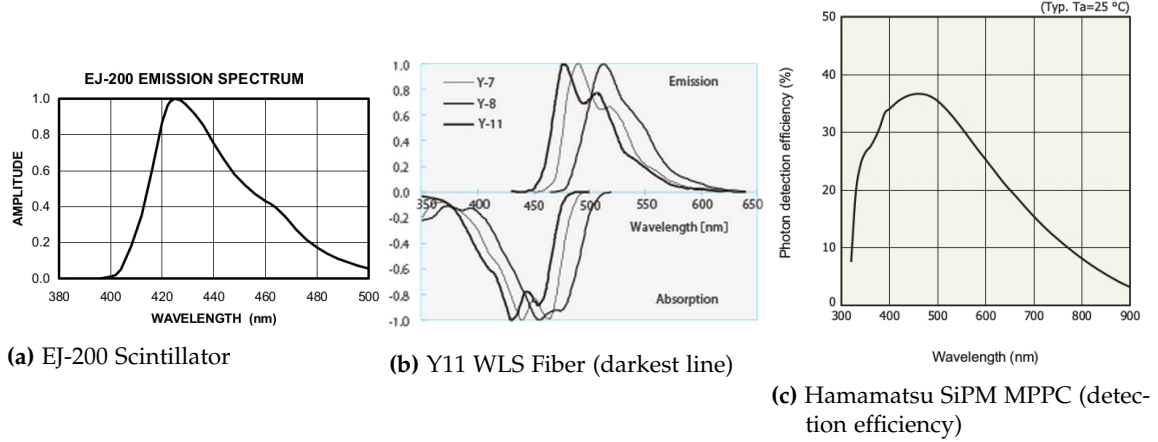 EJ-200 EMISSION SPECTRUM
AMPLITUDE
1.0
0.8
0.6
0.4
0.2
0.0
380 400 420 440 460 480 500
WAVELENGTH (nm)
(a) EJ-200 Scintillator
1.0
0.8
0.6
0.4
0.2
0.0
-0.2
-0.4
-0.6
-0.8
-1.0
Y-7
Y-8
Y-11
Emission
350 400 450 500 550 600 650
Wavelength [nm]
Absorption
(b) Y11 WLS Fiber (darkest line)
(Typ. Ta=25 °C)
Photon detection efficiency (%)
50
40
30
20
10
0
300 400 500 600 700 800 900
Wavelength (nm)
(c) Hamamatsu SiPM MPPC (detec-
tion efficiency)